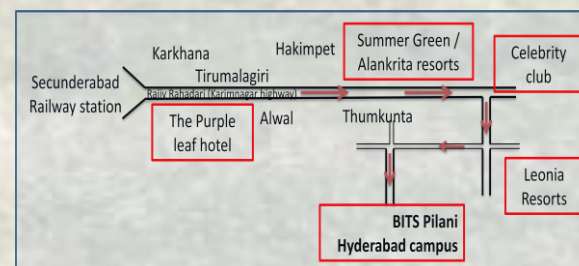 Karkhana
Hakimpet
Summer Green /
Alankrita resorts
Celebrity
club
Secunderabad
Railway station
Tirumalagiri
Rajiv Rahadari (Karimnagar highway)
The Purple
leaf hotel
Alwal
Thumkunta
Leonia
Resorts
BITS Pilani
Hyderabad campus